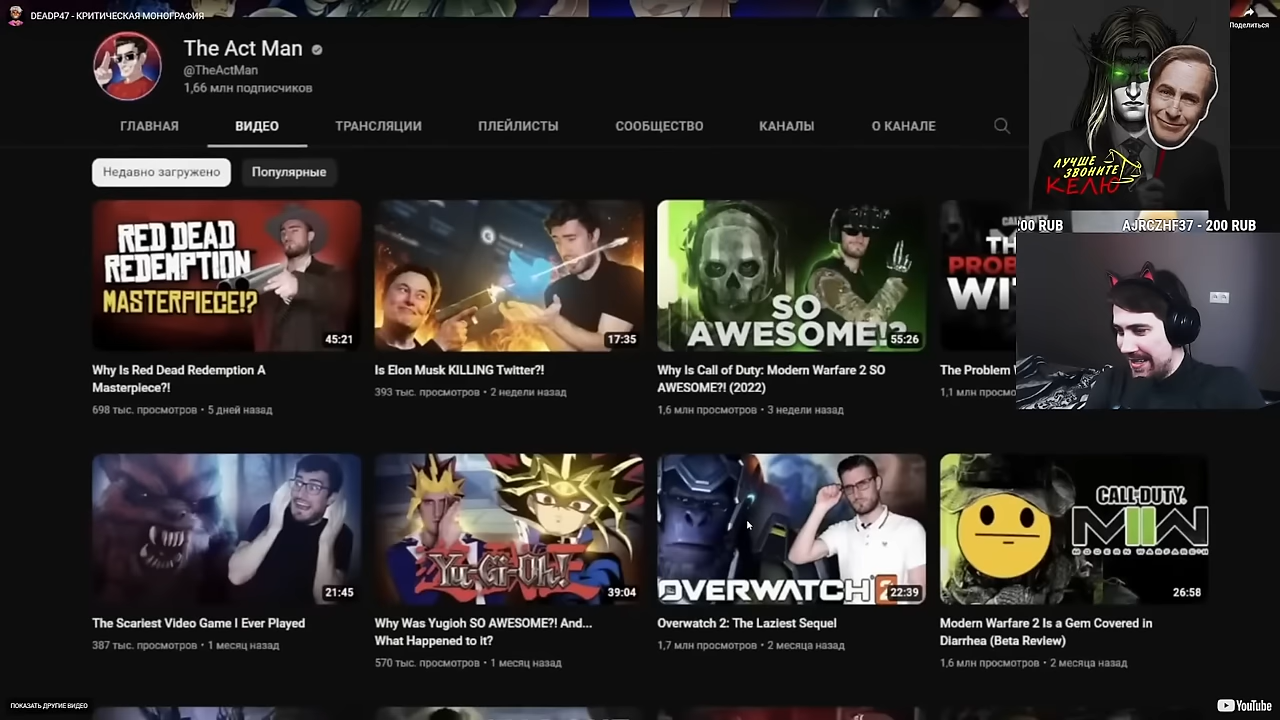 DEADP47 - КРИТИЧЕСКАЯ МОНОГРАФИЯ
Поделиться
The Act Man
@TheActMan
1,66 млн подписчиков
ГЛАВНАЯ
ВИДЕО
ТРАНСЛЯЦИИ
ПЛЕЙЛИСТЫ
СООБЩЕСТВО
КАНАЛЫ
О КАНАЛЕ
ЛУЧШЕ
ЗВОНИТЕ
КЕЛЮ
Недавно загружено
Популярные
00 RUB
AJRCZHF37 - 200 RUB
RED DEAD
REDEMPTION
MASTERPIECE!?
45:21
17:35
SO
AWESOME!?
55:26
TH
PROB
WI
Why Is Red Dead Redemption A
Masterpiece?!
698 тыс. просмотров • 5 дней назад
Is Elon Musk KILLING Twitter?!
393 тыс. просмотров • 2 недели назад
Why Is Call of Duty: Modern Warfare 2 SO
AWESOME?! (2022)
1,6 млн просмотров • 3 недели назад
The Problem
1,1 млн просмо
21:45
Yu-Gi-Oh!
39:04
OVERWATCH 2
22:39
CALL OF DUTY
MWII
MODERN WARFARE II
26:58
The Scariest Video Game I Ever Played
387 тыс. просмотров • 1 месяц назад
Why Was Yugioh SO AWESOME?! And...
What Happened to it?
570 тыс. просмотров • 1 месяц назад
Overwatch 2: The Laziest Sequel
1,7 млн просмотров • 2 месяца назад
Modern Warfare 2 Is a Gem Covered in
Diarrhea (Beta Review)
1,6 млн просмотров • 2 месяца назад
ПОКАЗАТЬ ДРУГИЕ ВИДЕО
YouTube